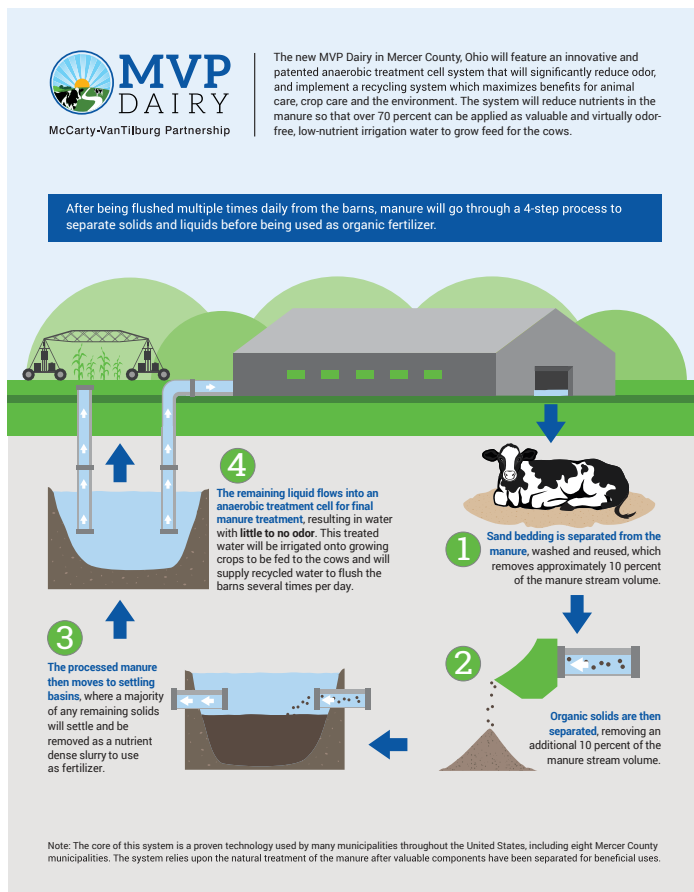 MVP
DAIRY
McCarty-VanTilburg Partnership
The new MVP Dairy in Mercer County, Ohio will feature an innovative and
patented anaerobic treatment cell system that will significantly reduce odor,
and implement a recycling system which maximizes benefits for animal
care, crop care and the environment. The system will reduce nutrients in the
manure so that over 70 percent can be applied as valuable and virtually odor-
free, low-nutrient irrigation water to grow feed for the cows.
After being flushed multiple times daily from the barns, manure will go through a 4-step process to
separate solids and liquids before being used as organic fertilizer.
1
Sand bedding is separated from the
manure, washed and reused, which
removes approximately 10 percent
of the manure stream volume.
2
Organic solids are then
separated, removing an
additional 10 percent of the
manure stream volume.
3
The processed manure
then moves to settling
basins, where a majority
of any remaining solids
will settle and be
removed as a nutrient
dense slurry to use
as fertilizer.
4
The remaining liquid flows into an
anaerobic treatment cell for final
manure treatment, resulting in water
with little to no odor. This treated
water will be irrigated onto growing
crops to be fed to the cows and will
supply recycled water to flush the
barns several times per day.
Note: The core of this system is a proven technology used by many municipalities throughout the United States, including eight Mercer County
municipalities. The system relies upon the natural treatment of the manure after valuable components have been separated for beneficial uses.